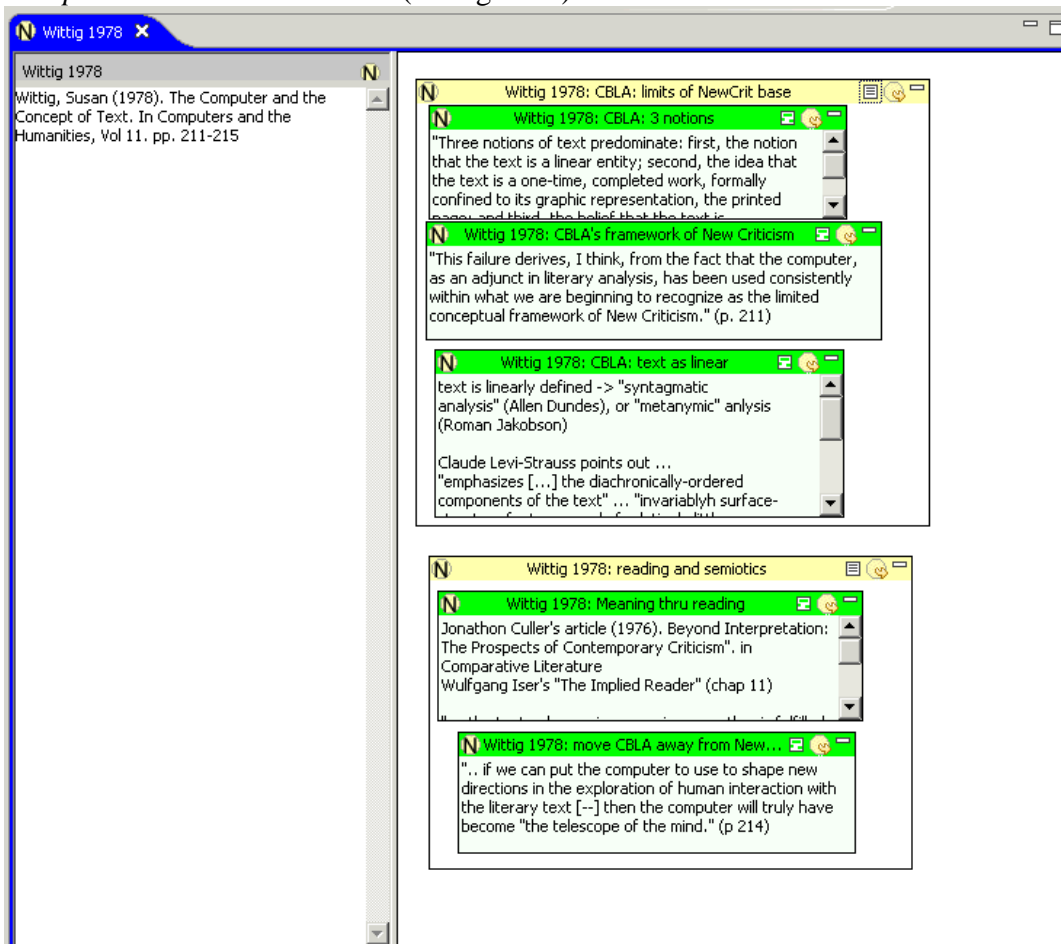 Wittig 1978
Wittig 1978
Wittig, Susan (1978). The Computer and the
Concept of Text. In Computers and the
Humanities, Vol 11. pp. 211-215
Wittig 1978: CBLA: limits of NewCrit base
Wittig 1978: CBLA: 3 notions
"Three notions of text predominate: first, the notion
that the text is a linear entity; second, the idea that
the text is a one-time, completed work, formally
confined to its graphic representation, the printed
page; and third, the belief that the text is
Wittig 1978: CBLA's framework of New Criticism
"This failure derives, I think, from the fact that the computer,
as an adjunct in literary analysis, has been used consistently
within what we are beginning to recognize as the limited
conceptual framework of New Criticism." (p. 211)
Wittig 1978: CBLA: text as linear
text is linearly defined -> "syntagmatic
analysis" (Allen Dundes), or "metanymic" anlysis
(Roman Jakobson)
Claude Levi-Strauss points out ...
"emphasizes [...] the diachronically-ordered
components of the text" ... "invariablyh surface-
Wittig 1978: reading and semiotics
Wittig 1978: Meaning thru reading
Jonathon Culler's article (1976). Beyond Interpretation:
The Prospects of Contemporary Criticism". in
Comparative Literature
Wulfgang Iser's "The Implied Reader" (chap 11)
Wittig 1978: move CBLA away from New...
".. if we can put the computer to use to shape new
directions in the exploration of human interaction with
the literary text [--] then the computer will truly have
become "the telescope of the mind." (p 214)